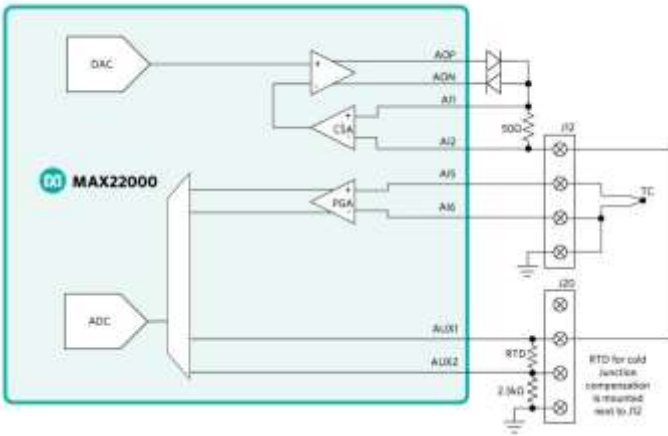 DAC
AOP
AON
AI1
CSA
50Ω
J12
AI2
MAX22000
AI5
PGA
AI6
TC
J20
ADC
AUX1
RTD
AUX2
2.5kΩ
RTD for cold
junction
compensation
is mounted
next to J12